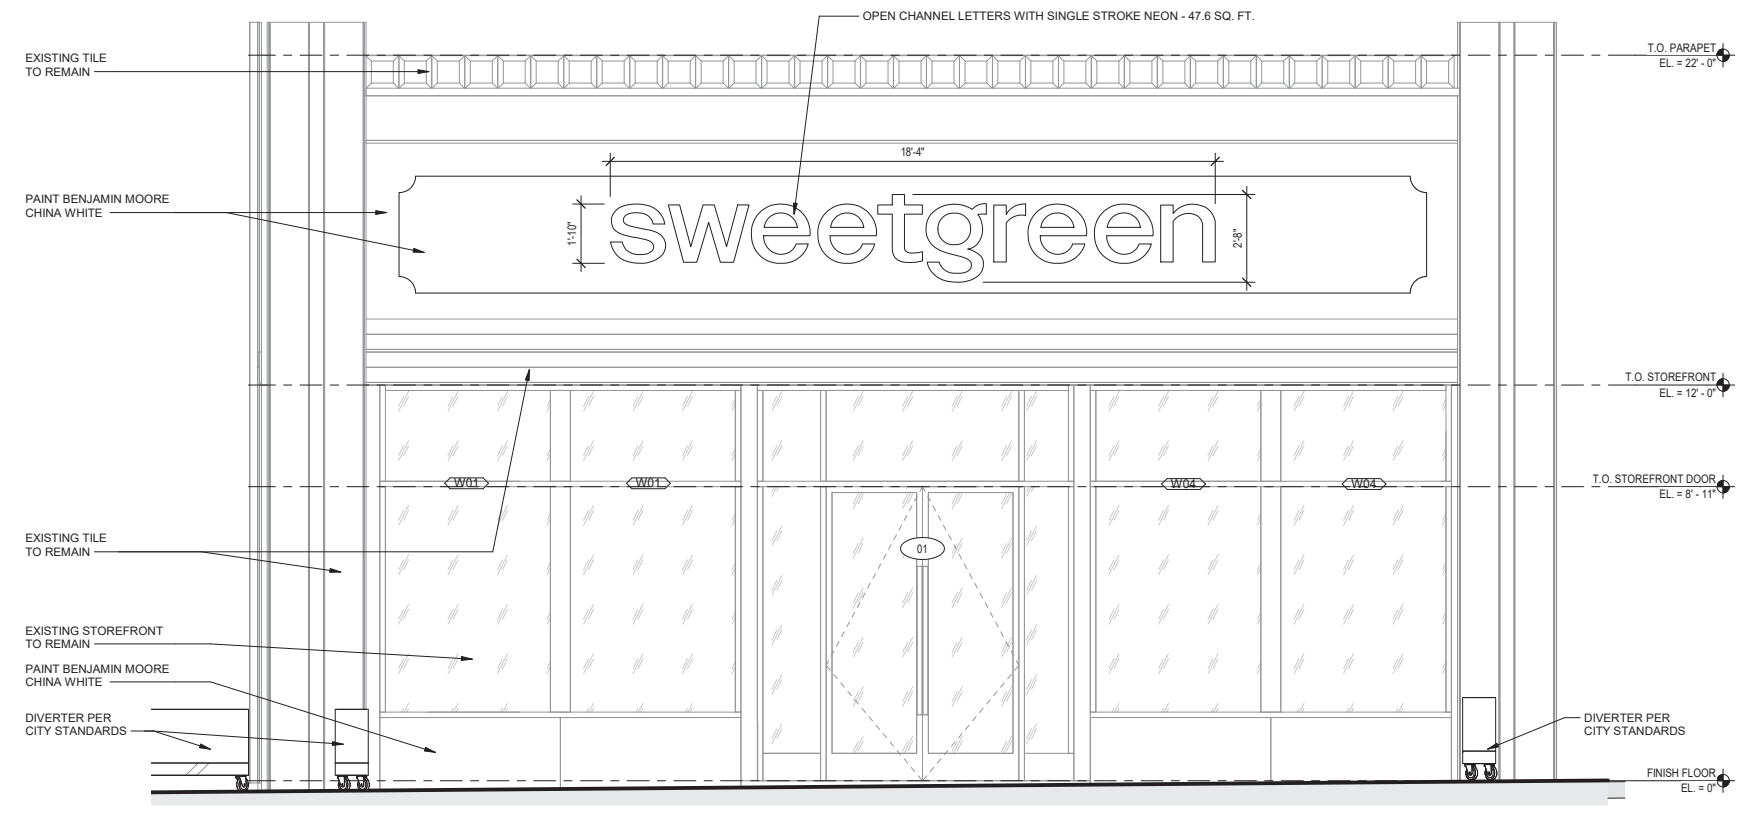 OPEN CHANNEL LETTERS WITH SINGLE STROKE NEON - 47.6 SQ. FT.
EXISTING TILE
TO REMAIN
T.O. PARAPET
EL. = 22' - 0"
18'-4"
PAINT BENJAMIN MOORE
CHINA WHITE
1'-10"
sweetgreen
2'-8"
T.O. STOREFRONT
EL. = 12' - 0"
W01
W01
W04
W04
T.O. STOREFRONT DOOR
EL. = 8' - 11"
EXISTING TILE
TO REMAIN
01
EXISTING STOREFRONT
TO REMAIN
PAINT BENJAMIN MOORE
CHINA WHITE
DIVERTER PER
CITY STANDARDS
DIVERTER PER
CITY STANDARDS
FINISH FLOOR
EL. = 0"